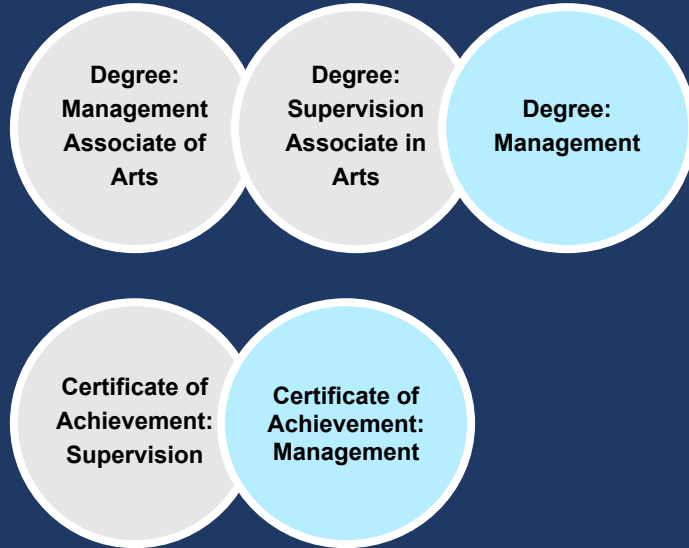 Degree:
Management
Associate of
Arts
Degree:
Supervision
Associate in
Arts
Degree:
Management
Certificate of
Achievement:
Supervision
Certificate of
Achievement:
Management